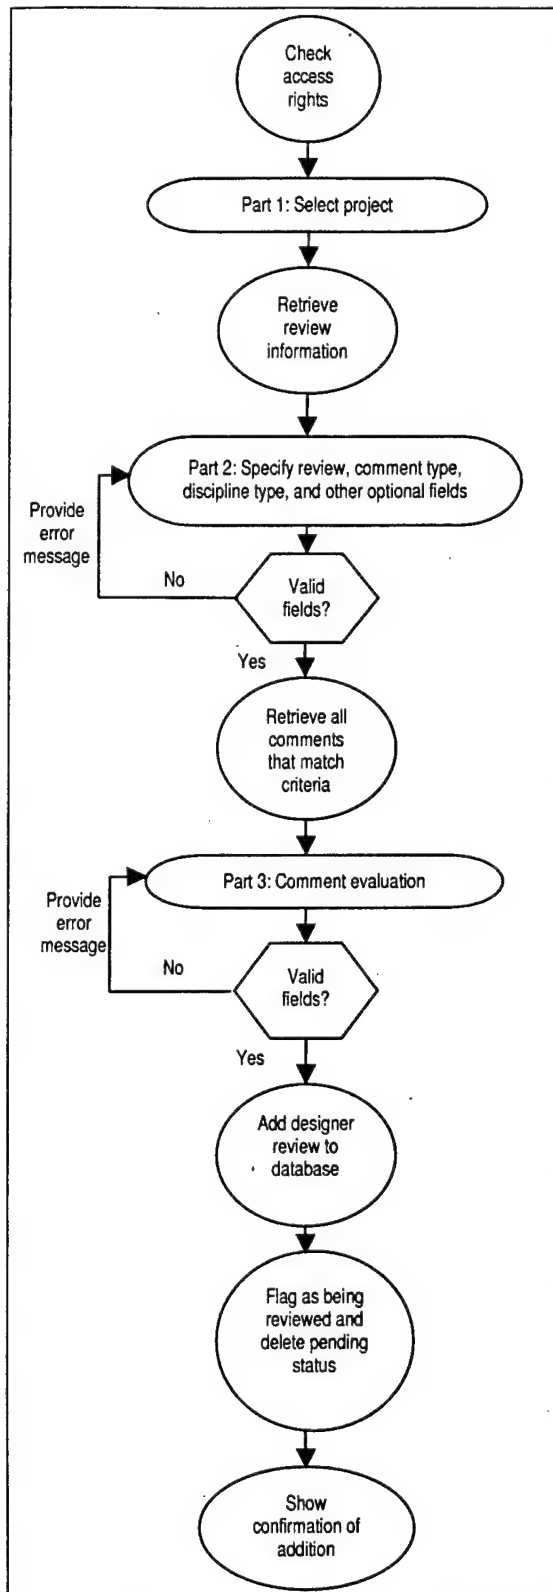 Check
access
rights
Part 1: Select project
Retrieve
review
information
Part 2: Specify review, comment type,
discipline type, and other optional fields
Provide
error
message
No
Valid
fields?
Yes
Retrieve all
comments
that match
criteria
Part 3: Comment evaluation
Provide
error
message
No
Valid
fields?
Yes
Add designer
review to
database
Flag as being
reviewed and
delete pending
status
Show
confirmation of
addition